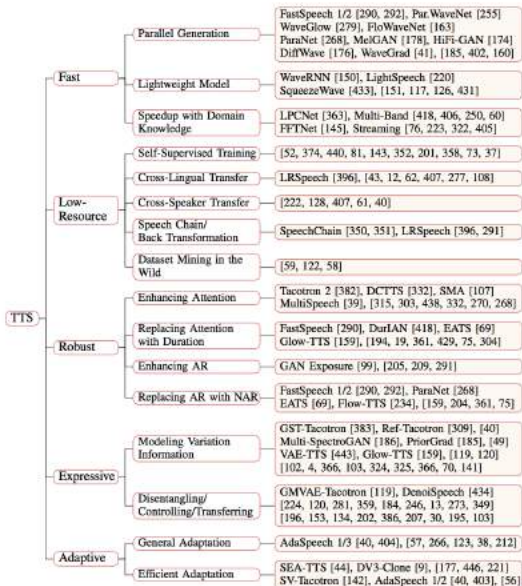 FastSpeech 1/2 [290, 292], Par.WaveNet [255]
Parallel Generation
WaveGlow [279], FloWaveNet [163]
ParaNet [268], MelGAN [178], HiFi-GAN [174]
DiffWave [176], WaveGrad [41], [185, 402, 160]
Fast
Lightweight Model
WaveRNN [150], LightSpeech [220]
SqueezeWave [433], [151, 117, 126, 431]
Speedup with Domain
Knowledge
LPCNet [363], Multi-Band [418, 406, 250, 60]
FFTNet [145], Streaming [76, 223, 322, 405]
Self-Supervised Training
[52, 374, 440, 81, 143, 352, 201, 358, 73, 37]
Cross-Lingual Transfer
LRSpeech [396], [43, 12, 62, 407, 277, 108]
Low-
Resource
Cross-Speaker Transfer
[222, 128, 407, 61, 40]
Speech Chain/
Back Transformation
SpeechChain [350, 351], LRSpeech [396, 291]
Dataset Mining in the
Wild
[59, 122, 58]
TTS
Enhancing Attention
Tacotron 2 [382], DCTTS [332], SMA [107]
MultiSpeech [39], [315, 303, 438, 332, 270, 268]
Replacing Attention
with Duration
FastSpeech [290], DurIAN [418], EATS [69]
Glow-TTS [159], [194, 19, 361, 429, 75, 304]
Robust
Enhancing AR
GAN Exposure [99], [205, 209, 291]
Replacing AR with NAR
FastSpeech 1/2 [290, 292], ParaNet [268]
EATS [69], Flow-TTS [234], [159, 204, 361, 75]
Modeling Variation
Information
GST-Tacotron [383], Ref-Tacotron [309], [40]
Multi-SpectroGAN [186], PriorGrad [185], [49]
VAE-TTS [443], Glow-TTS [159], [119, 120]
[102, 4, 366, 103, 324, 325, 366, 70, 141]
Expressive
Disentangling/
Controlling/Transferring
GMVAE-Tacotron [119], DenoiSpeech [434]
[224, 120, 281, 359, 184, 246, 13, 273, 349]
[196, 153, 134, 202, 386, 207, 30, 195, 103]
General Adaptation
AdaSpeech 1/3 [40, 404], [57, 266, 123, 38, 212]
Adaptive
Efficient Adaptation
SEA-TTS [44], DV3-Clone [9], [177, 446, 221]
SV-Tacotron [142], AdaSpeech 1/2 [40, 403], [56]